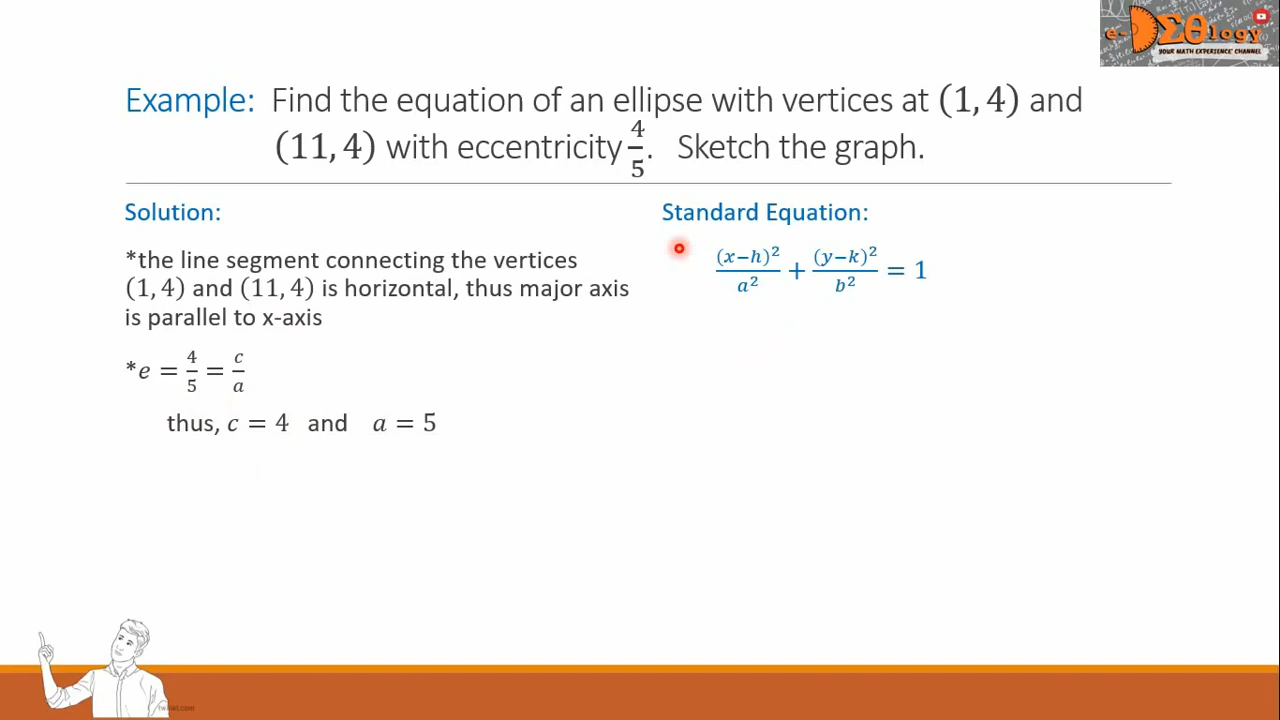 e-DΣθlogy
YOUR MATH EXPERIENCE CHANNEL
Example: Find the equation of an ellipse with vertices at (1, 4) and
(11, 4) with eccentricity 4/5. Sketch the graph.
Solution:
*the line segment connecting the vertices
(1, 4) and (11, 4) is horizontal, thus major axis
is parallel to x-axis
*e = 4/5 = c/a
thus, c = 4 and a = 5
Standard Equation:
(x−h)²/a² + (y−k)²/b² = 1